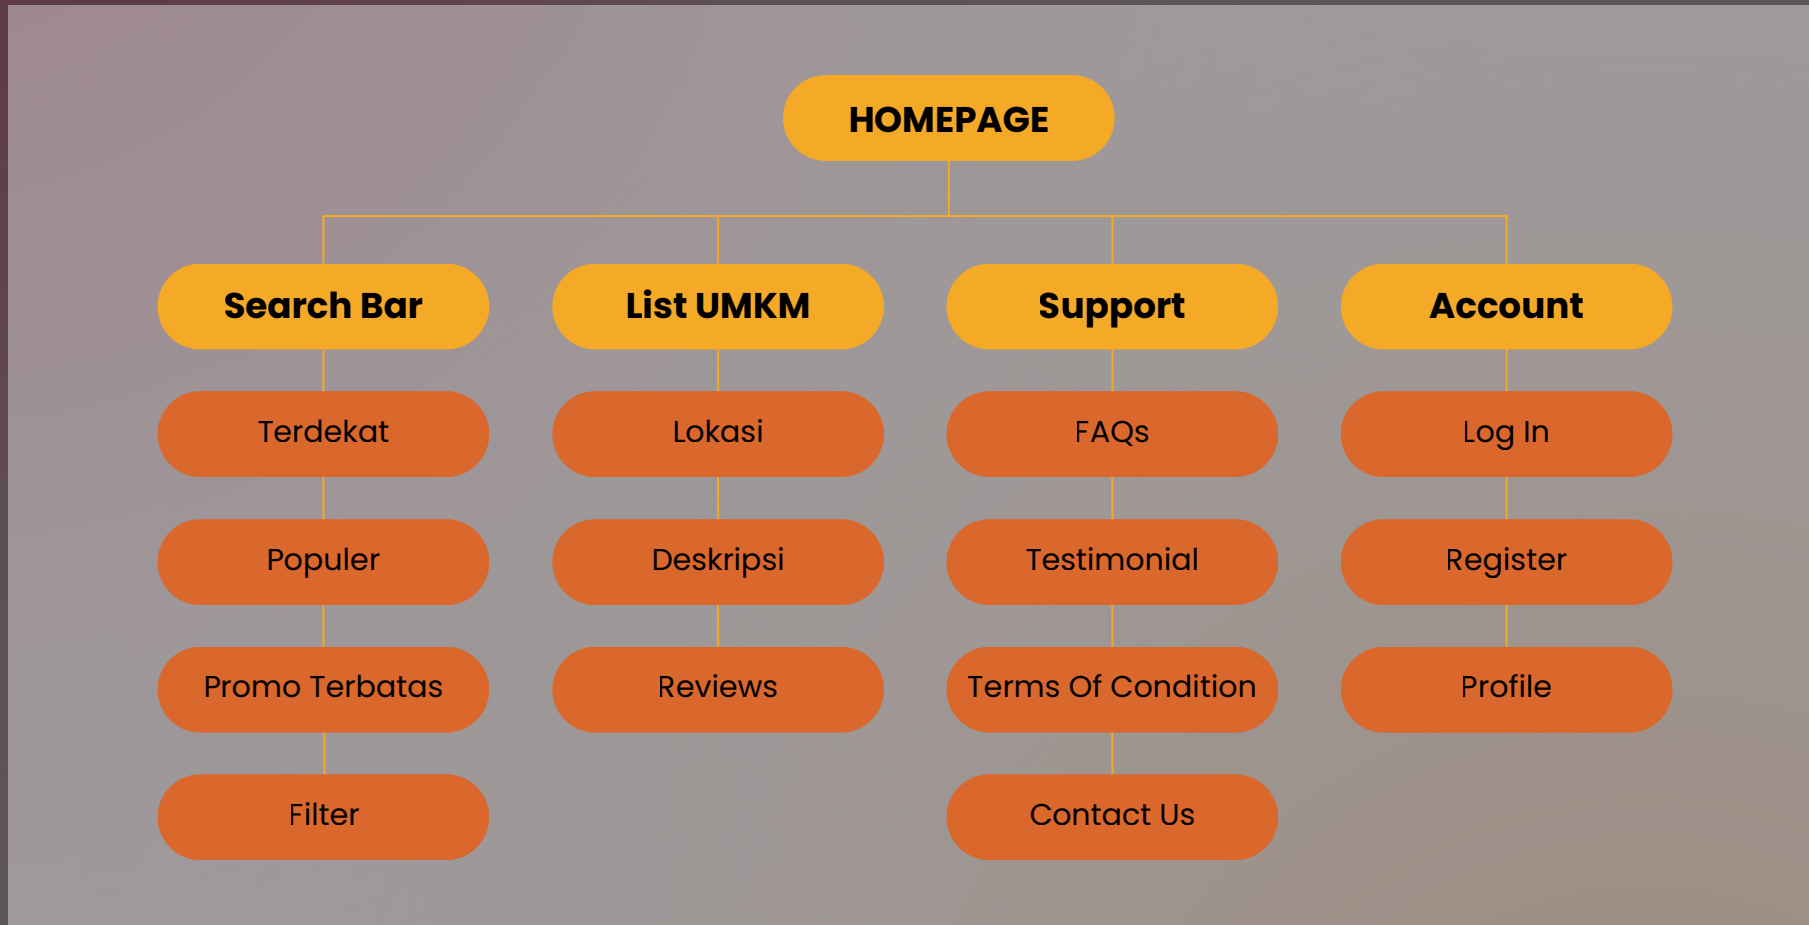 HOMEPAGE
Search Bar
Terdekat
Populer
Promo Terbatas
Filter
List UMKM
Lokasi
Deskripsi
Reviews
Support
FAQs
Testimonial
Terms Of Condition
Contact Us
Account
Log In
Register
Profile